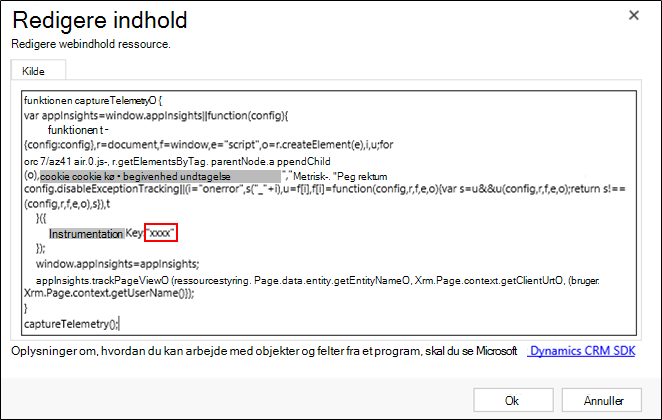 Redigere indhold
Redigere webindhold ressource.
Kilde
funktionen captureTelemetryO {
var appInsights=window.appInsights||function(config){
funktionen t -
{config:config},r=document,f=window,e="script",o=r.createElement(e),i,u;for
orc 7/az41 air.0.js-, r.getElementsByTag. parentNode.a ppendChild
(o),cookie cookie kø • begivenhed undtagelse ","Metrisk-. "Peg rektum
config.disableExceptionTracking||(i="onerror",s("_"+i),u=f[i],f[i]=function(config,r,f,e,o){var s=u&&u(config,r,f,e,o);return s!==
(config,r,f,e,o),s}),t
}({
Instrumentation Key:"xxxx"
});
window.appInsights=appInsights;
appInsights.trackPageViewO (ressourcestyring. Page.data.entity.getEntityNameO, Xrm.Page.context.getClientUrtO, (bruger:
Xrm.Page.context.getUserName()});
}
captureTelemetry();
Oplysninger om, hvordan du kan arbejde med objekter og felter fra et program, skal du se Microsoft Dynamics CRM SDK
Ok
Annuller